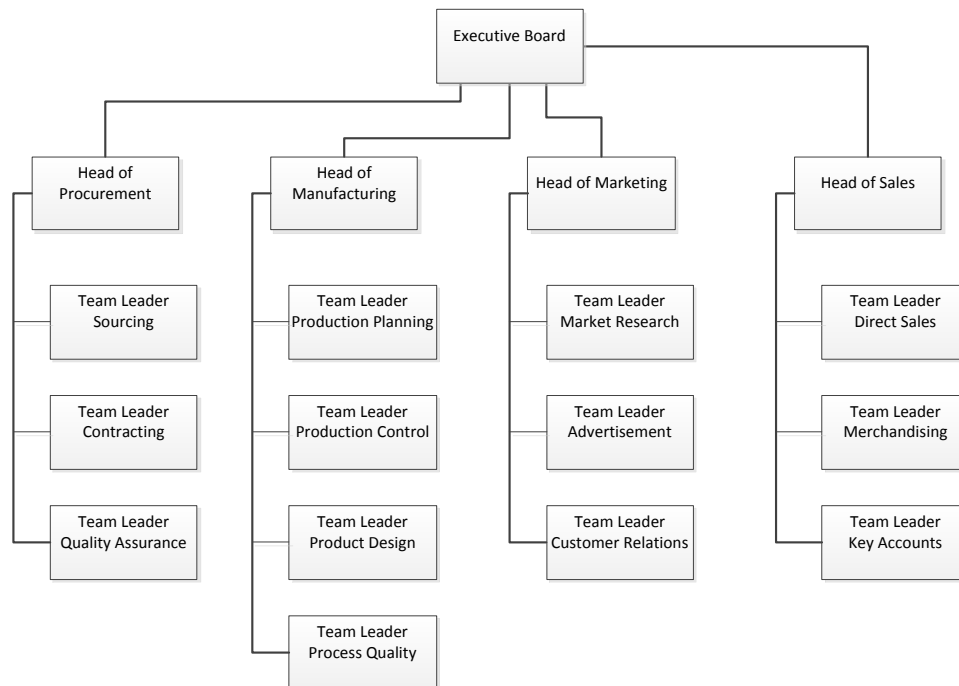 Executive Board
Head of
Procurement
Head of
Manufacturing
Head of Marketing
Head of Sales
Team Leader
Sourcing
Team Leader
Production Planning
Team Leader
Market Research
Team Leader
Direct Sales
Team Leader
Contracting
Team Leader
Production Control
Team Leader
Advertisement
Team Leader
Merchandising
Team Leader
Quality Assurance
Team Leader
Product Design
Team Leader
Customer Relations
Team Leader
Key Accounts
Team Leader
Process Quality